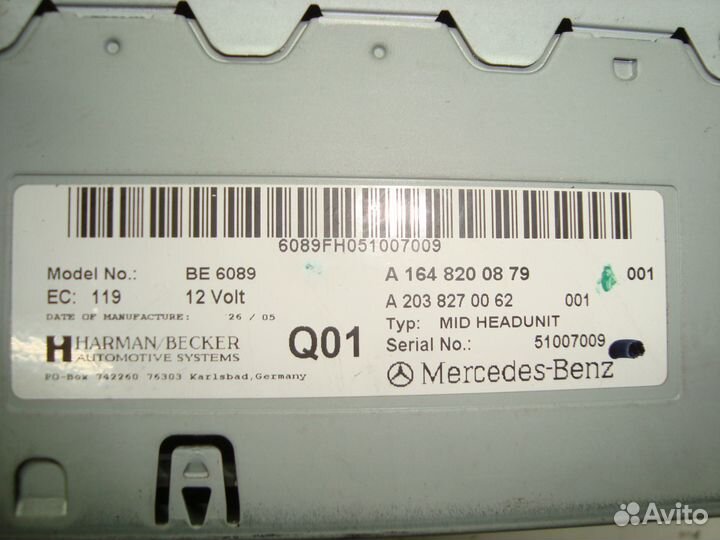 6089FH051007009
Model No.: BE 6089 A 164 820 08 79 001
EC: 119 12 Volt A 203 827 00 62 001
DATE OF MANUFACTURE: 26 / 05 Typ: MID HEADUNIT
HARMAN/BECKER Q01 Serial No.: 51007009
AUTOMOTIVE SYSTEMS
PO-Box 742260 76303 Karlsbad,Germany Mercedes-Benz
Avito